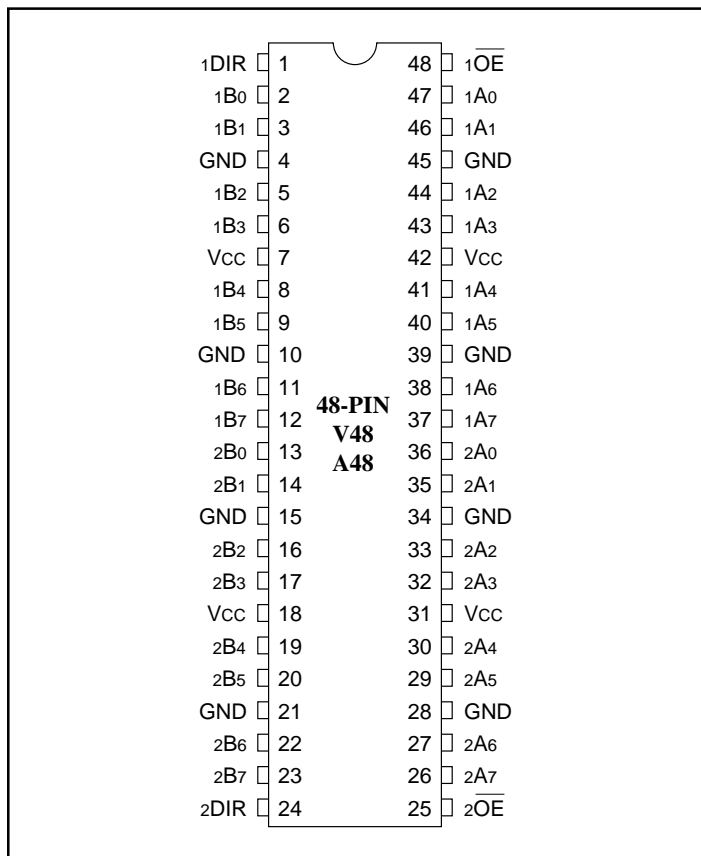 1DIR 1 48 1O̅E̅
1B0 2 47 1A0
1B1 3 46 1A1
GND 4 45 GND
1B2 5 44 1A2
1B3 6 43 1A3
VCC 7 42 VCC
1B4 8 41 1A4
1B5 9 40 1A5
GND 10 39 GND
1B6 11 38 1A6
1B7 12 48-PIN 37 1A7
2B0 13 V48 36 2A0
2B1 14 A48 35 2A1
GND 15 34 GND
2B2 16 33 2A2
2B3 17 32 2A3
VCC 18 31 VCC
2B4 19 30 2A4
2B5 20 29 2A5
GND 21 28 GND
2B6 22 27 2A6
2B7 23 26 2A7
2DIR 24 25 2O̅E̅